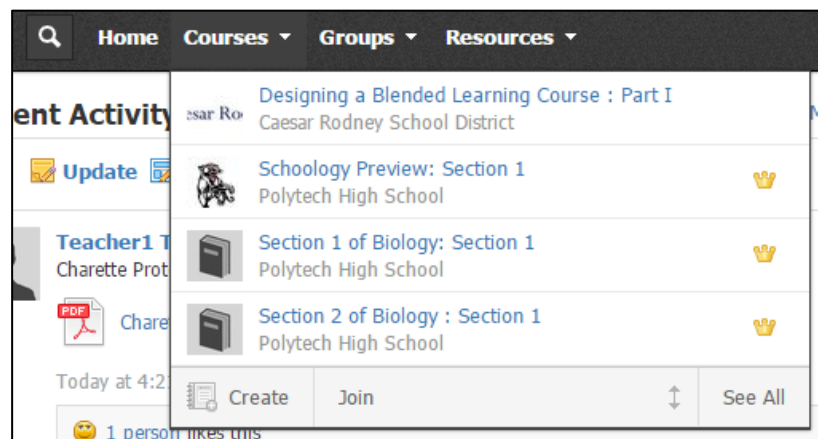 Home Courses Groups Resources
ent Activity
esar Ro
Designing a Blended Learning Course : Part I
Caesar Rodney School District
Update
Schoology Preview: Section 1
Polytech High School
Teacher1 T
Charette Prot
Section 1 of Biology: Section 1
Polytech High School
PDF
Chare
Section 2 of Biology : Section 1
Polytech High School
Today at 4:2
Create Join See All
1 person likes this